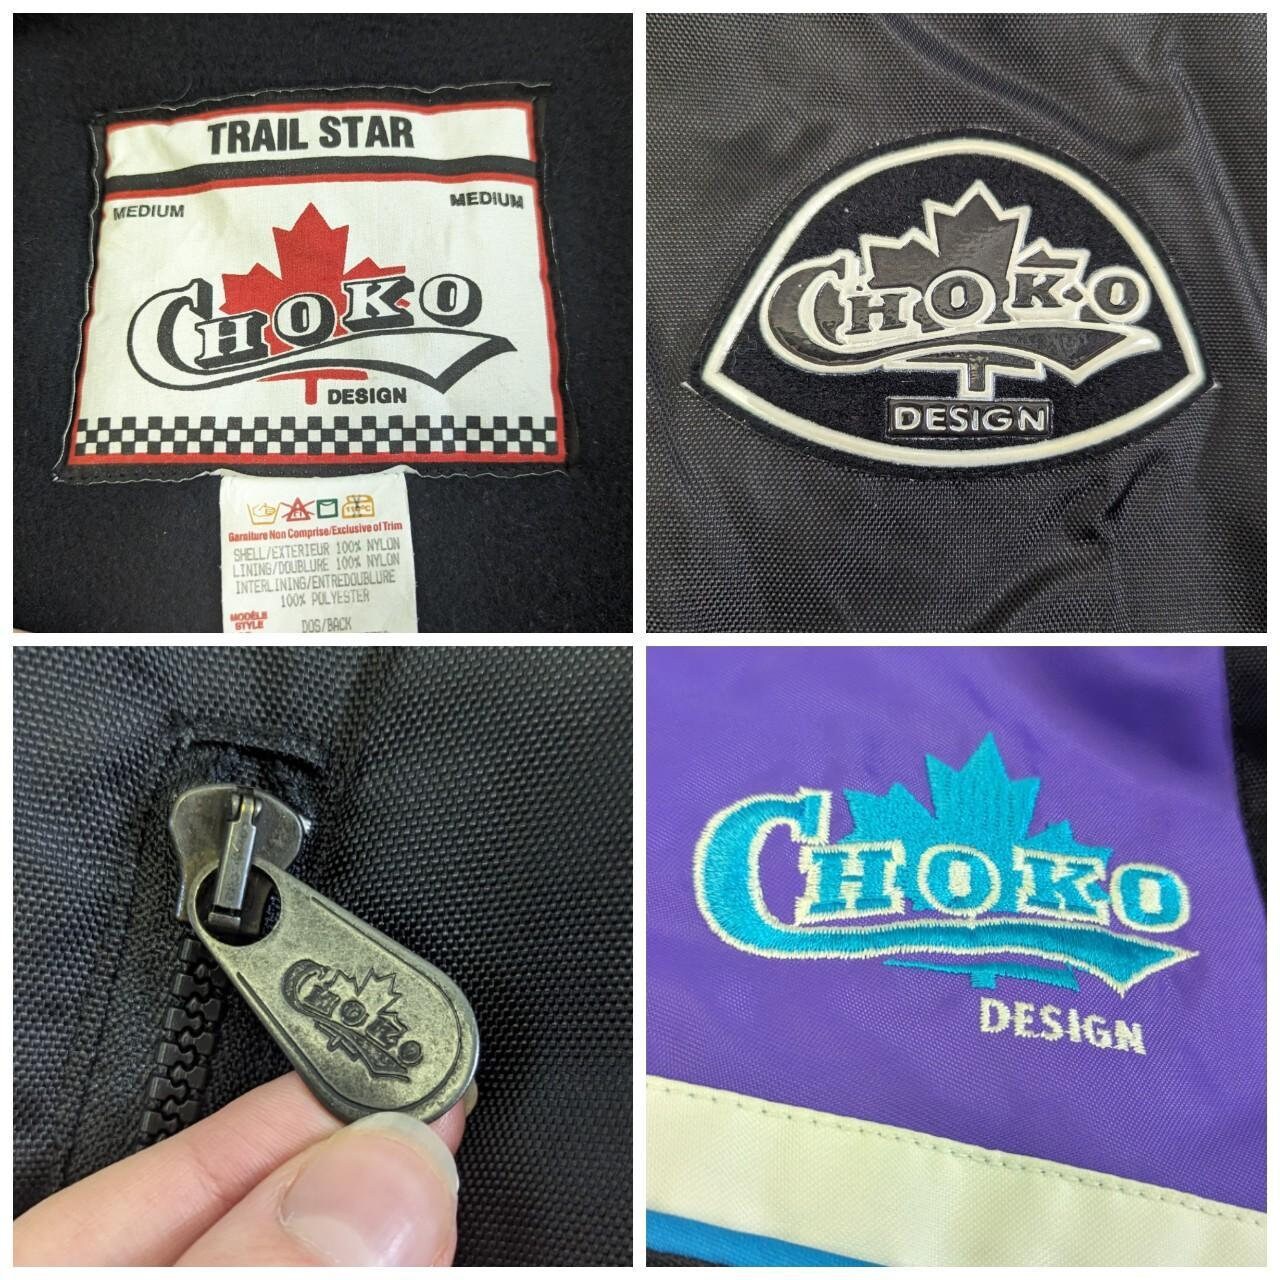 TRAIL STAR
MEDIUM MEDIUM
CHOKO
DESIGN
Garniture Non Comprise/Exclusive of Trim
SHELL/EXTERIEUR 100% NYLON
LINING/DOUBLURE 100% NYLON
INTERLINING/ENTREDOUBLURE
100% POLYESTER
MODÈLE
STYLE
DOS/BACK
CHOKO
DESIGN
CHOKO
CHOKO
DESIGN